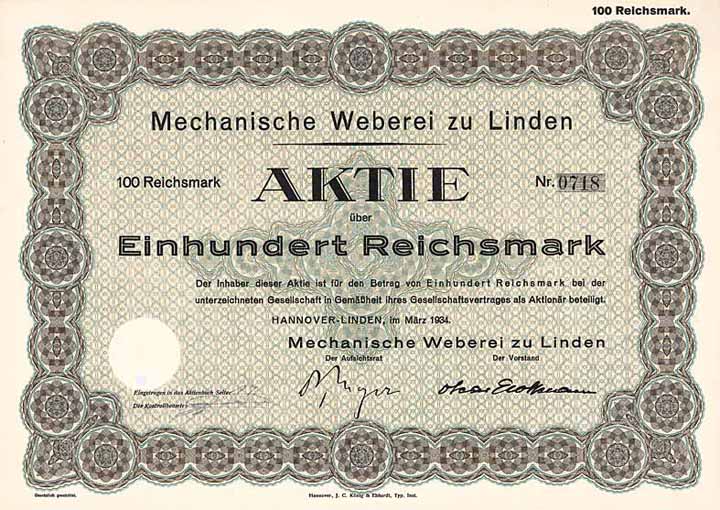 100 Reichsmark.
Mechanische Weberei zu Linden
100 Reichsmark AKTIE Nr. 0718
über
Einhundert Reichsmark
Der Inhaber dieser Aktie ist für den Betrag von Einhundert Reichsmark bei der
unterzeichneten Gesellschaft in Gemäßheit ihres Gesellschaftsvertrages als Aktionär beteiligt.
HANNOVER-LINDEN, im März 1934.
Mechanische Weberei zu Linden
Der Aufsichtsrat Der Vorstand
Eingetragen in das Aktienbuch Seite
Der Kontrollbeamte:
Gesetzlich geschützt.
Hannover, J. C. König & Ebhardt, Typ. Inst.